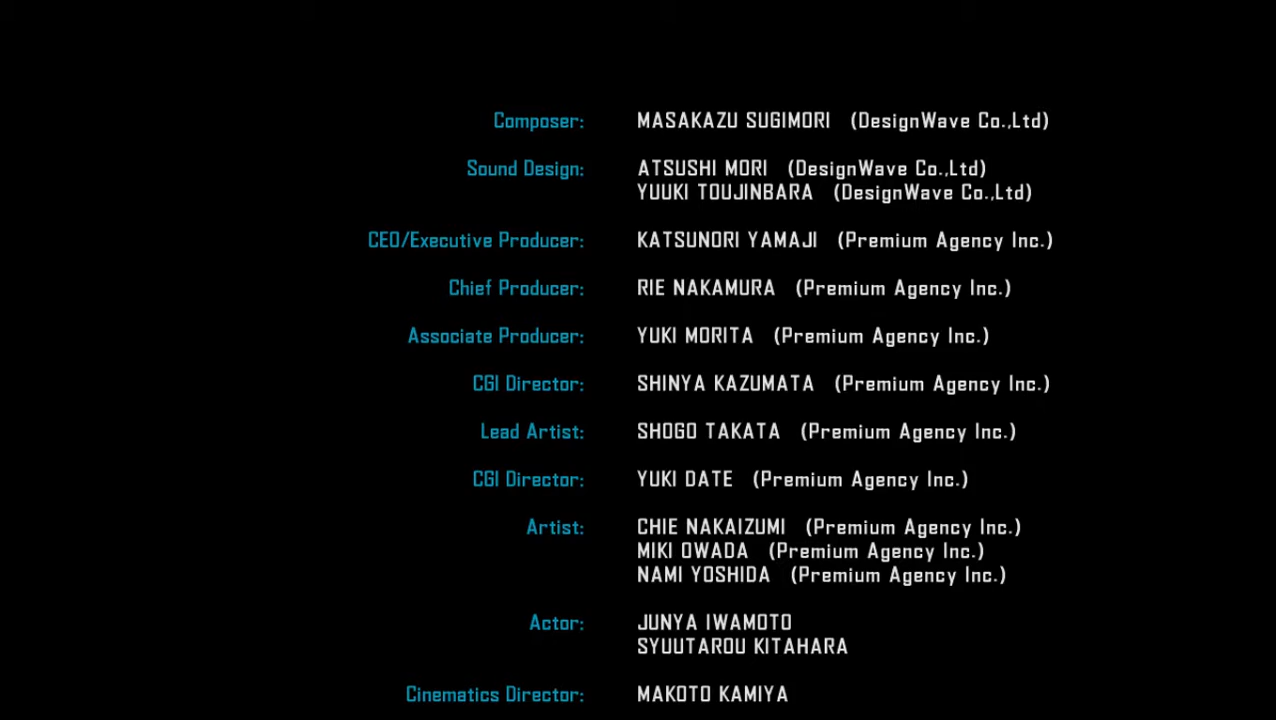 Composer: MASAKAZU SUGIMORI (DesignWave Co.,Ltd)
Sound Design: ATSUSHI MORI (DesignWave Co.,Ltd)
YUUKI TOUJINBARA (DesignWave Co.,Ltd)
CEO/Executive Producer: KATSUNORI YAMAJI (Premium Agency Inc.)
Chief Producer: RIE NAKAMURA (Premium Agency Inc.)
Associate Producer: YUKI MORITA (Premium Agency Inc.)
CGI Director: SHINYA KAZUMATA (Premium Agency Inc.)
Lead Artist: SHOGO TAKATA (Premium Agency Inc.)
CGI Director: YUKI DATE (Premium Agency Inc.)
Artist: CHIE NAKAIZUMI (Premium Agency Inc.)
MIKI OWADA (Premium Agency Inc.)
NAMI YOSHIDA (Premium Agency Inc.)
Actor: JUNYA IWAMOTO
SYUUTAROU KITAHARA
Cinematics Director: MAKOTO KAMIYA